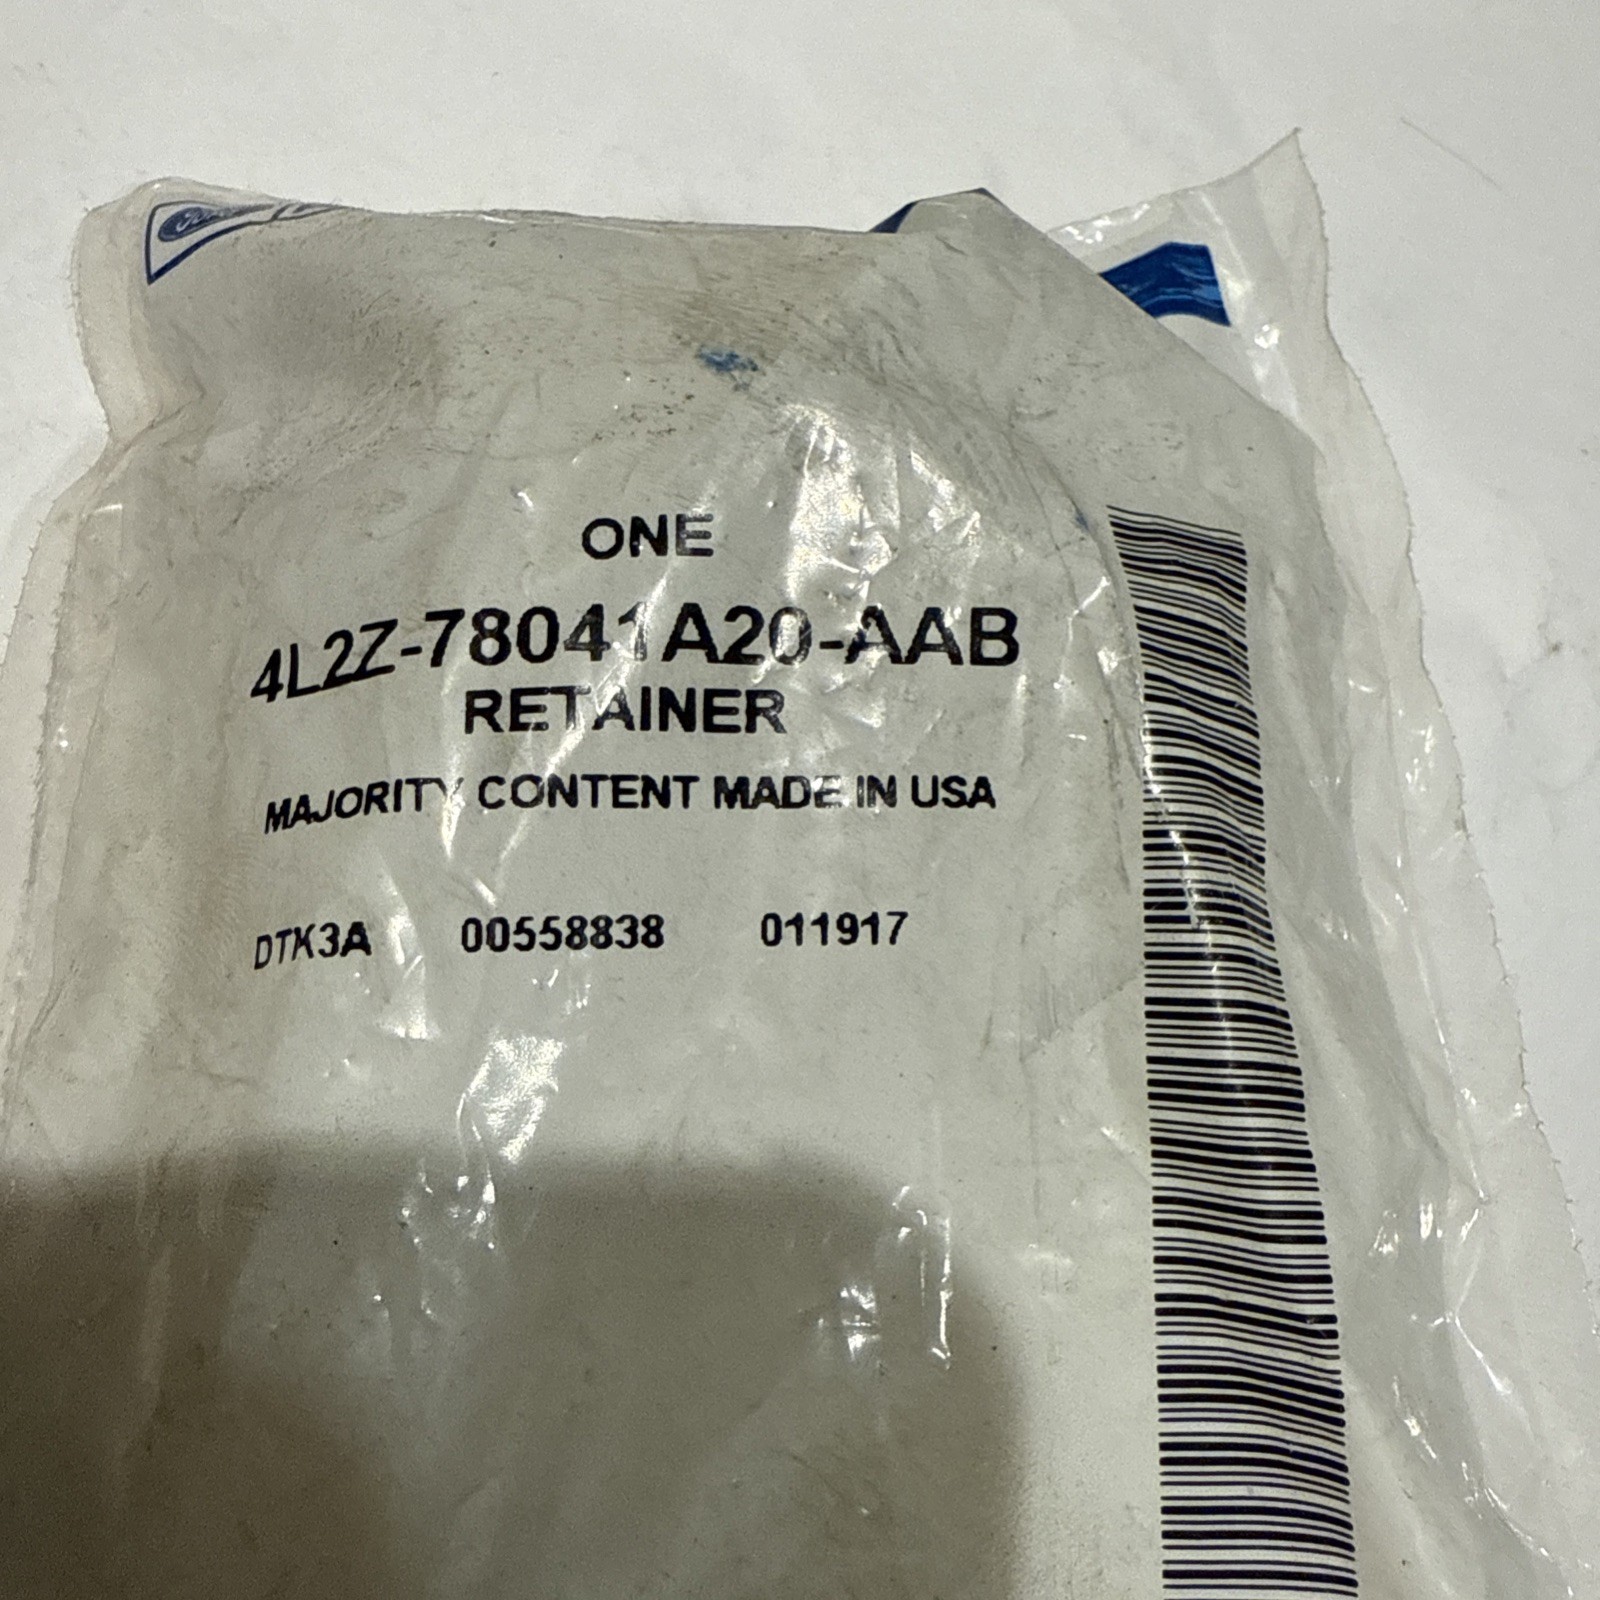 ONE
4L2Z-78041A20-AAB
RETAINER
MAJORITY CONTENT MADE IN USA
DTK3A 00558838 011917